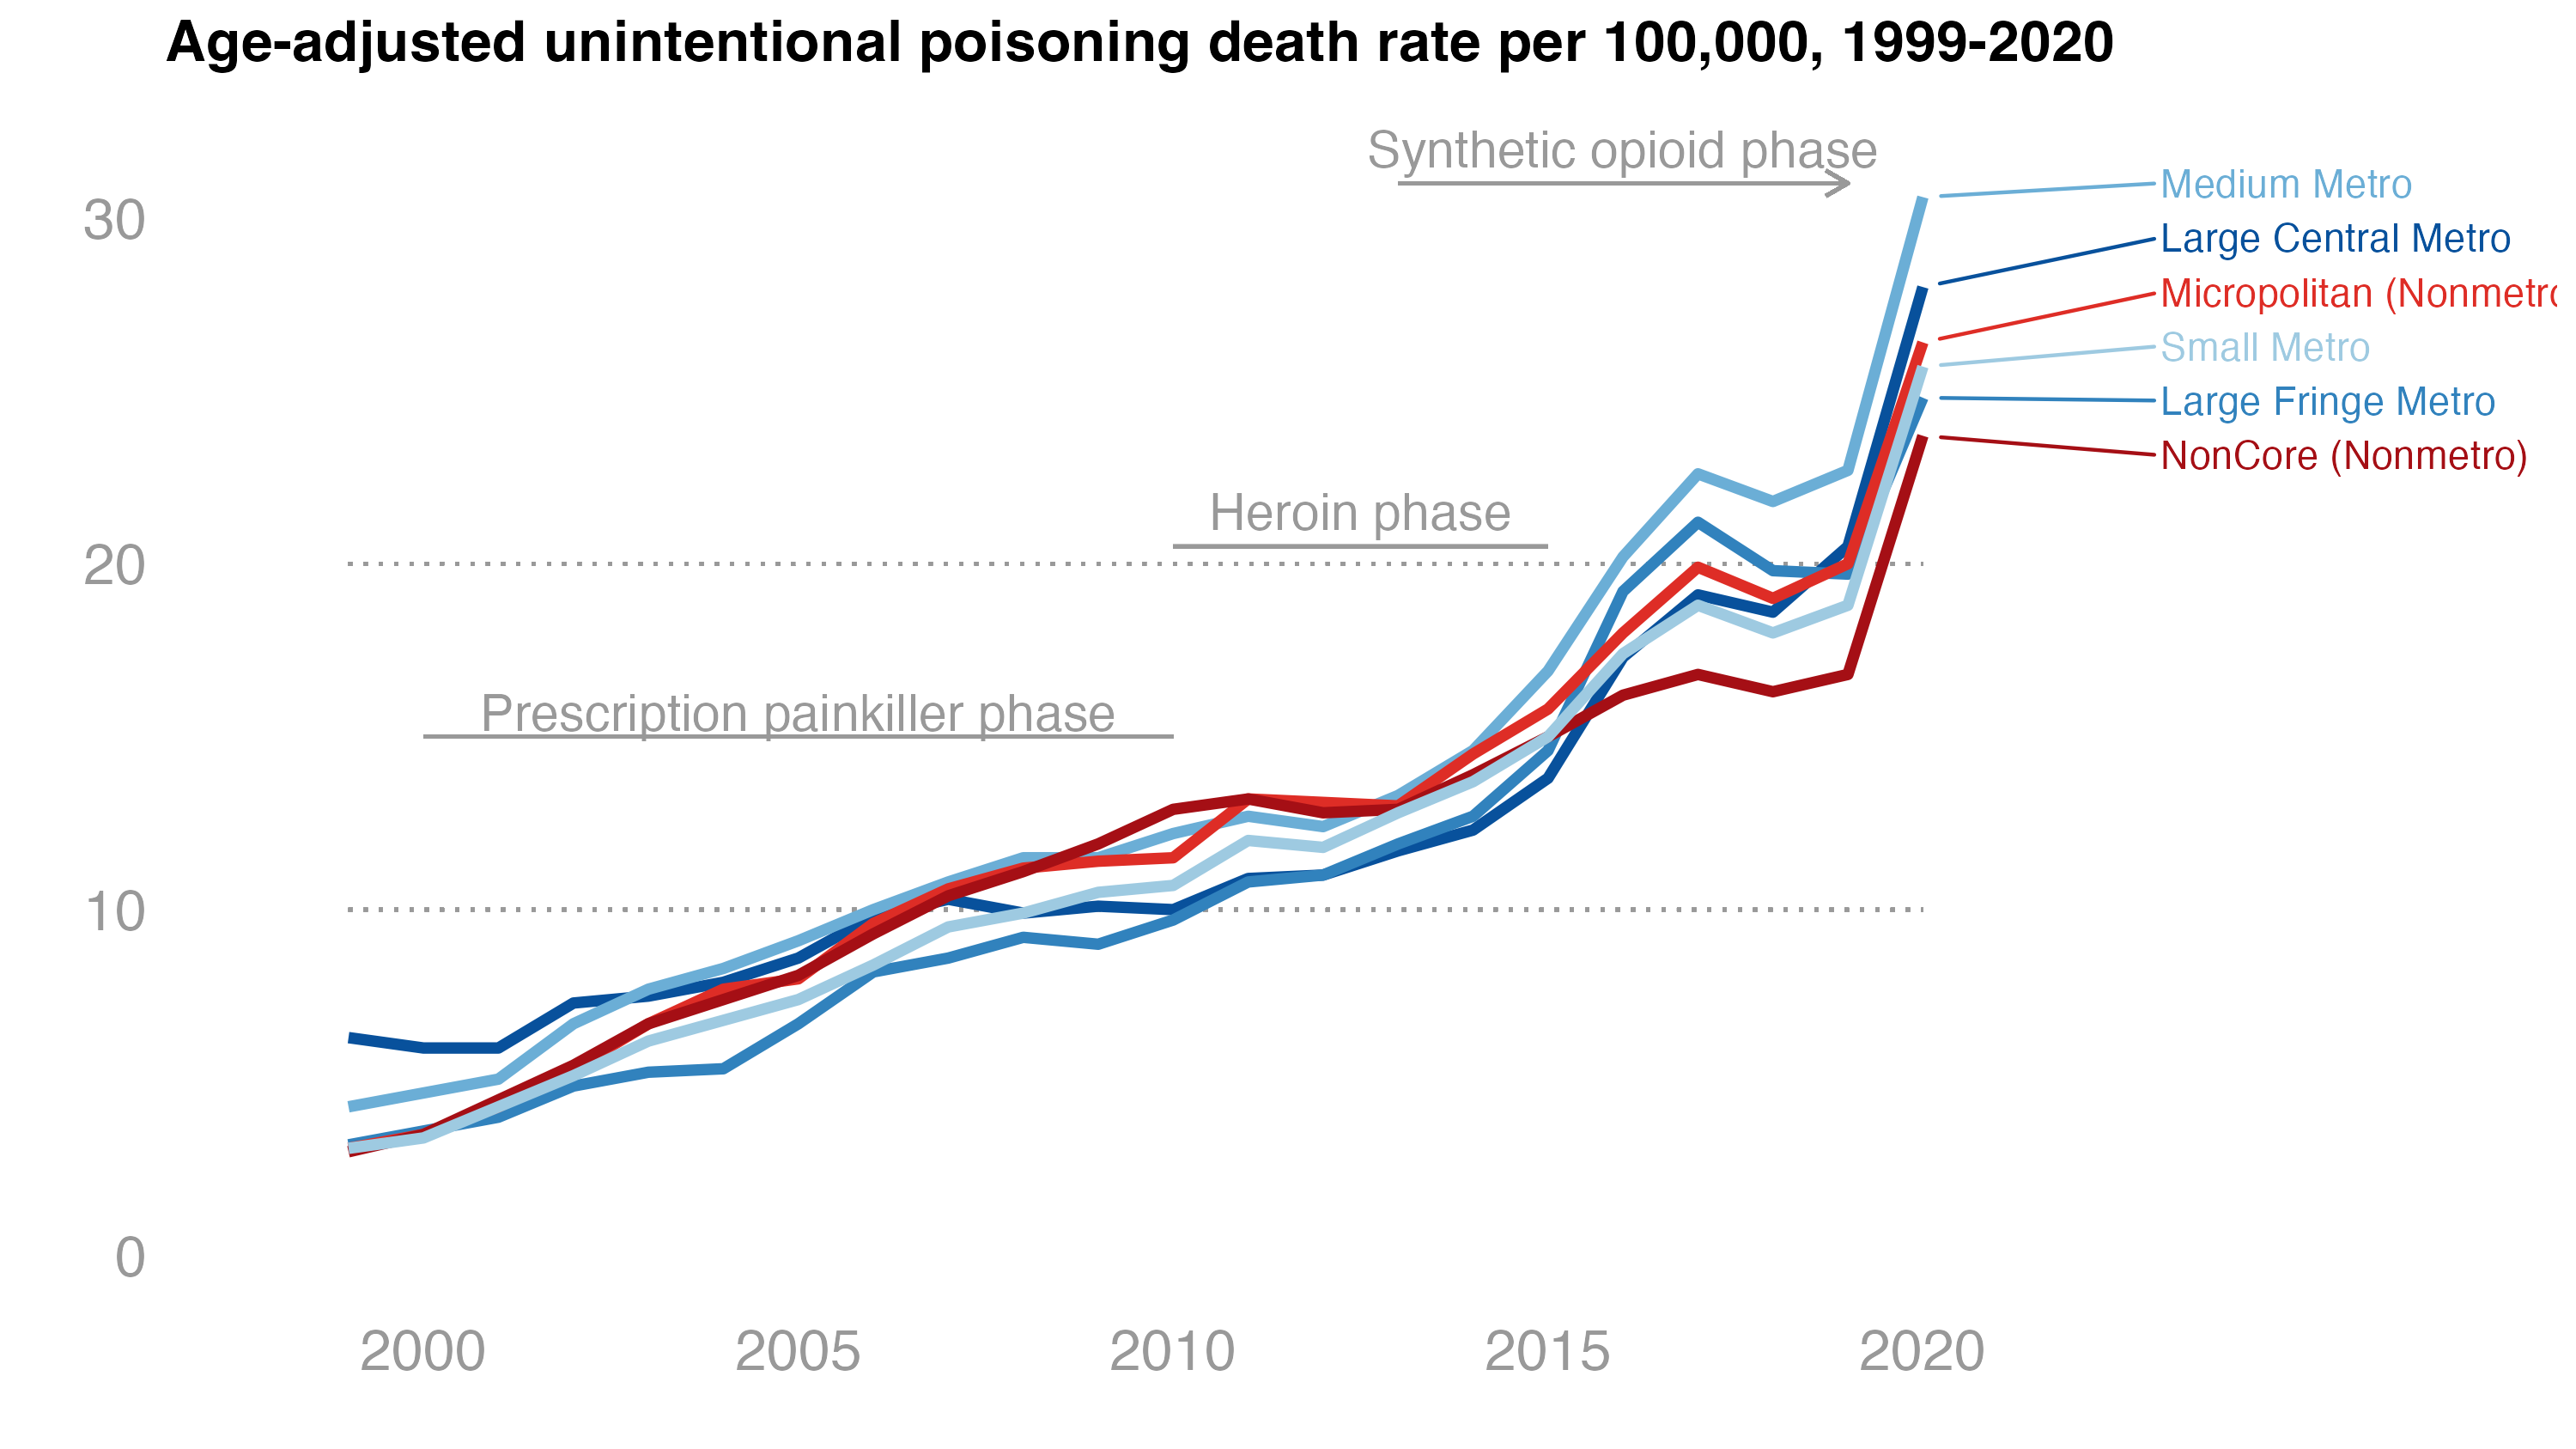 Age-adjusted unintentional poisoning death rate per 100,000, 1999-2020
Synthetic opioid phase
Medium Metro
30
Large Central Metro
Micropolitan (Nonmetro
Small Metro
Large Fringe Metro
NonCore (Nonmetro)
Heroin phase
20
Prescription painkiller phase
10
0
2000 2005 2010 2015 2020